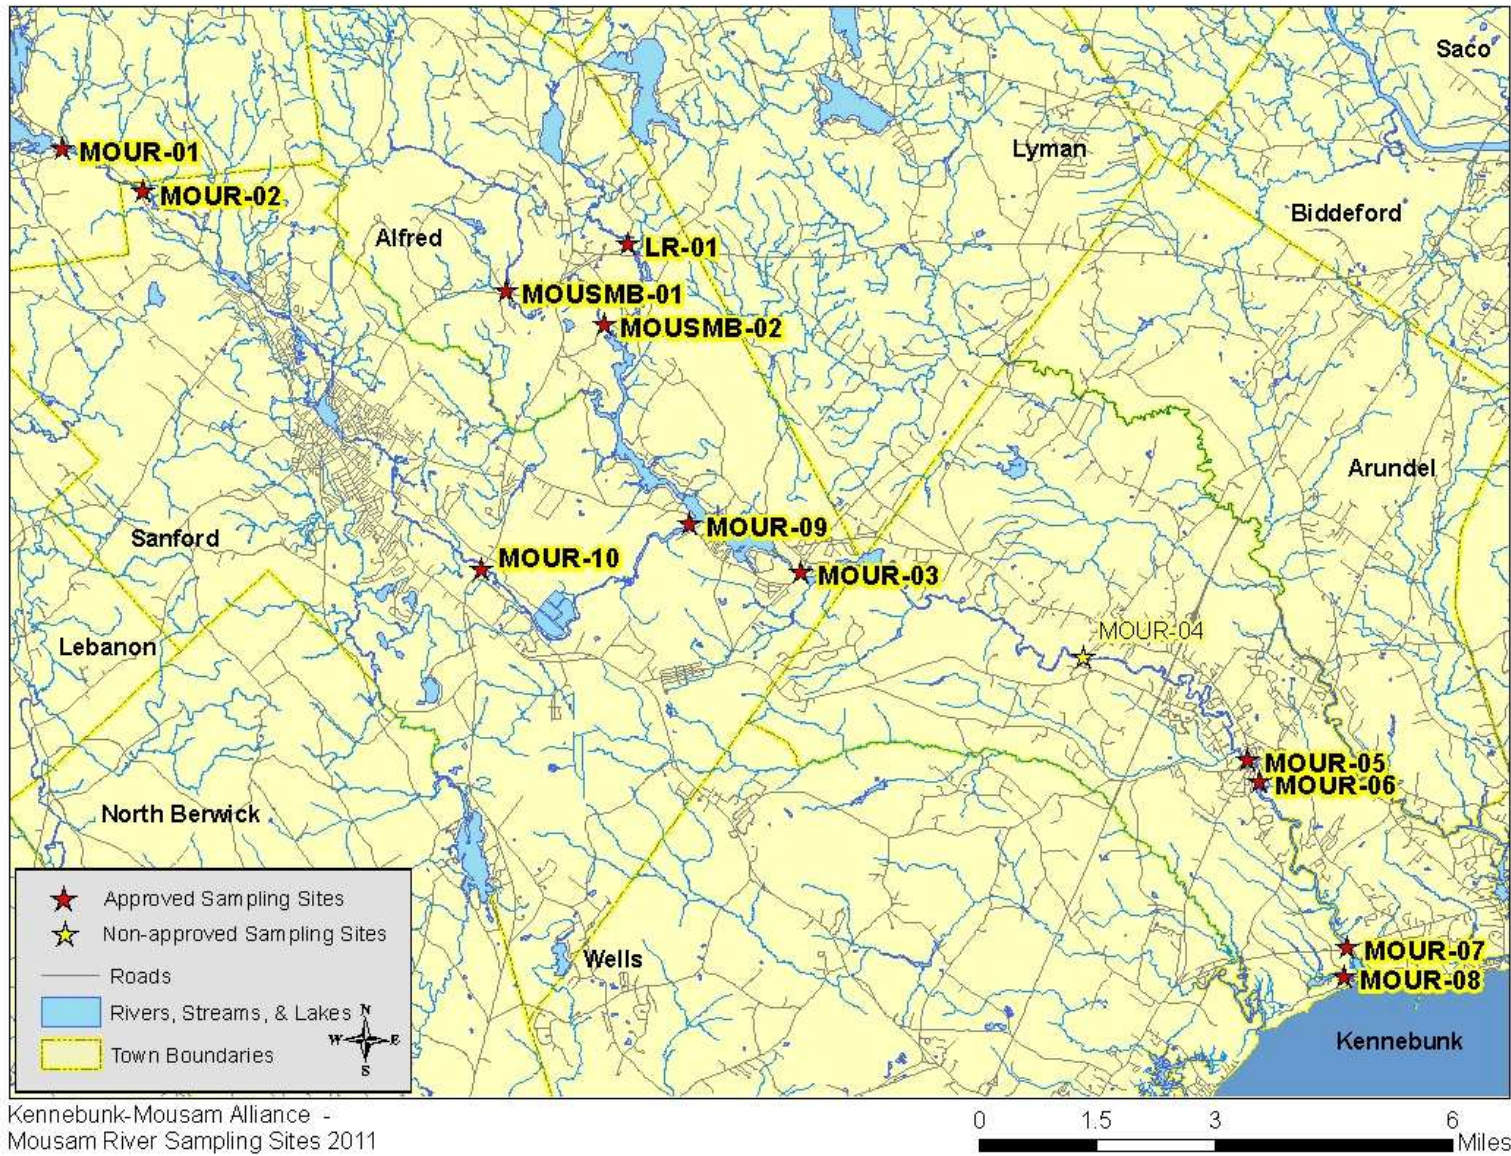 Saco
Lyman
MOUR-01
MOUR-02
Biddeford
Alfred
LR-01
MOUSMB-01
MOUSMB-02
Arundel
MOUR-09
Sanford
MOUR-10
MOUR-03
MOUR-04
Lebanon
MOUR-05
MOUR-06
North Berwick
Wells
MOUR-07
MOUR-08
Kennebunk
Approved Sampling Sites
Non-approved Sampling Sites
Roads
Rivers, Streams, & Lakes
Town Boundaries
N
W E
S
Kennebunk-Mousam Alliance -
Mousam River Sampling Sites 2011
0 1.5 3 6
Miles